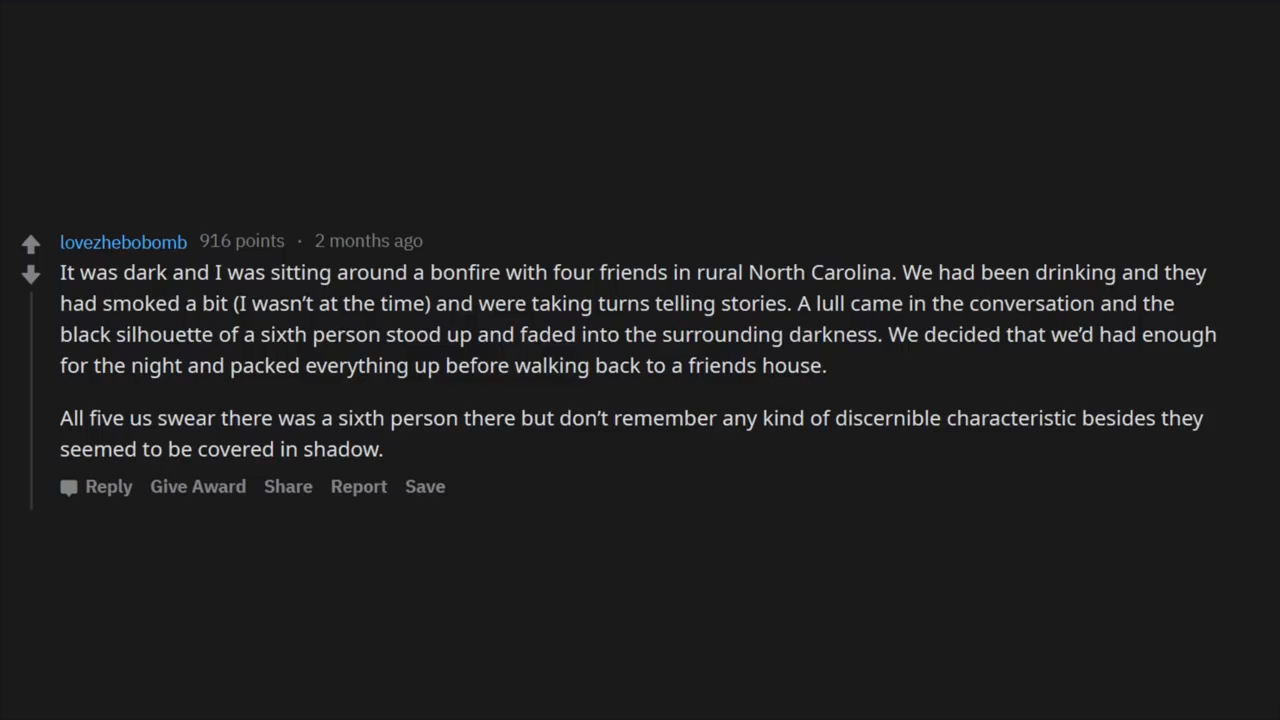 lovezhebobomb 916 points · 2 months ago
It was dark and I was sitting around a bonfire with four friends in rural North Carolina. We had been drinking and they
had smoked a bit (I wasn’t at the time) and were taking turns telling stories. A lull came in the conversation and the
black silhouette of a sixth person stood up and faded into the surrounding darkness. We decided that we’d had enough
for the night and packed everything up before walking back to a friends house.
All five us swear there was a sixth person there but don’t remember any kind of discernible characteristic besides they
seemed to be covered in shadow.
Reply Give Award Share Report Save